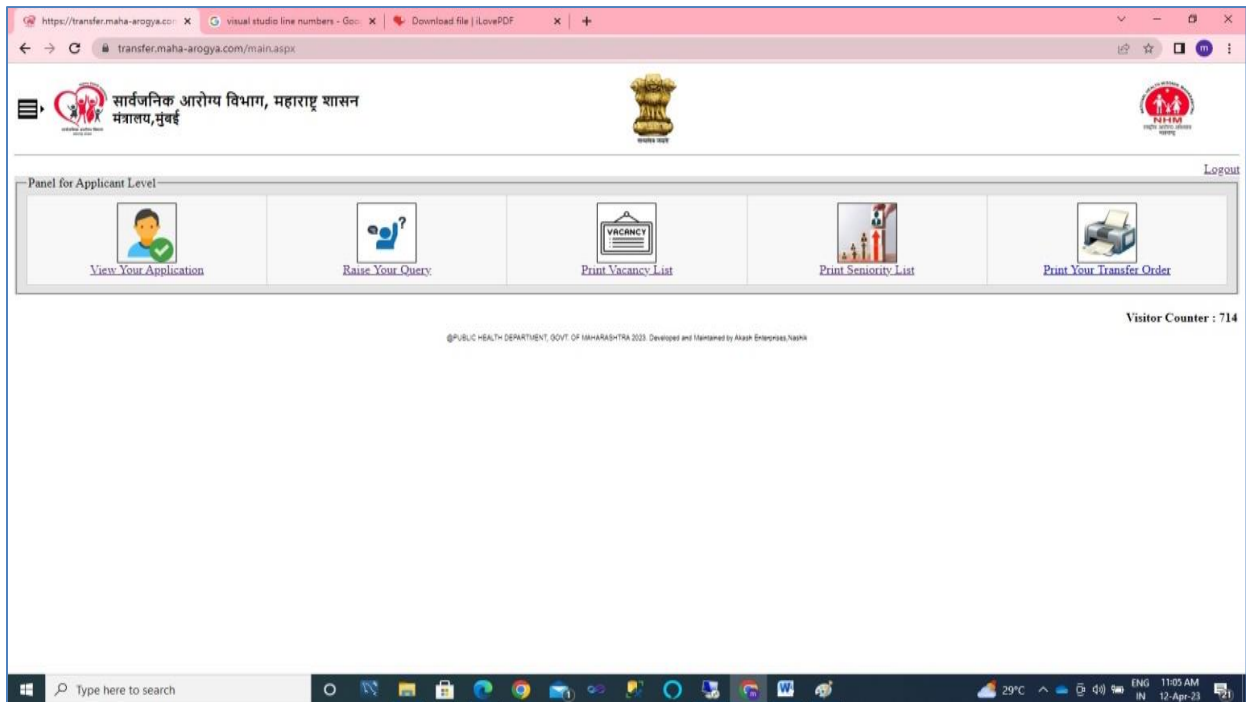 https://transfer.maha-arogya.con
visual studio line numbers - Goo
Download file | iLovePDF
transfer.maha-arogya.com/main.aspx
m
सार्वजनिक आरोग्य विभाग, महाराष्ट्र शासन
मंत्रालय,मुंबई
NHM
Logout
Panel for Applicant Level
VACANCY
View Your Application
Raise Your Query
Print Vacancy List
Print Seniority List
Print Your Transfer Order
Visitor Counter : 714
@PUBLIC HEALTH DEPARTMENT, GOVT. OF MAHARASHTRA 2023. Developed and Maintained by Akash Enterprises,Nashik
Type here to search
29°C
ENG
IN
11:05 AM
12-Apr-23
21